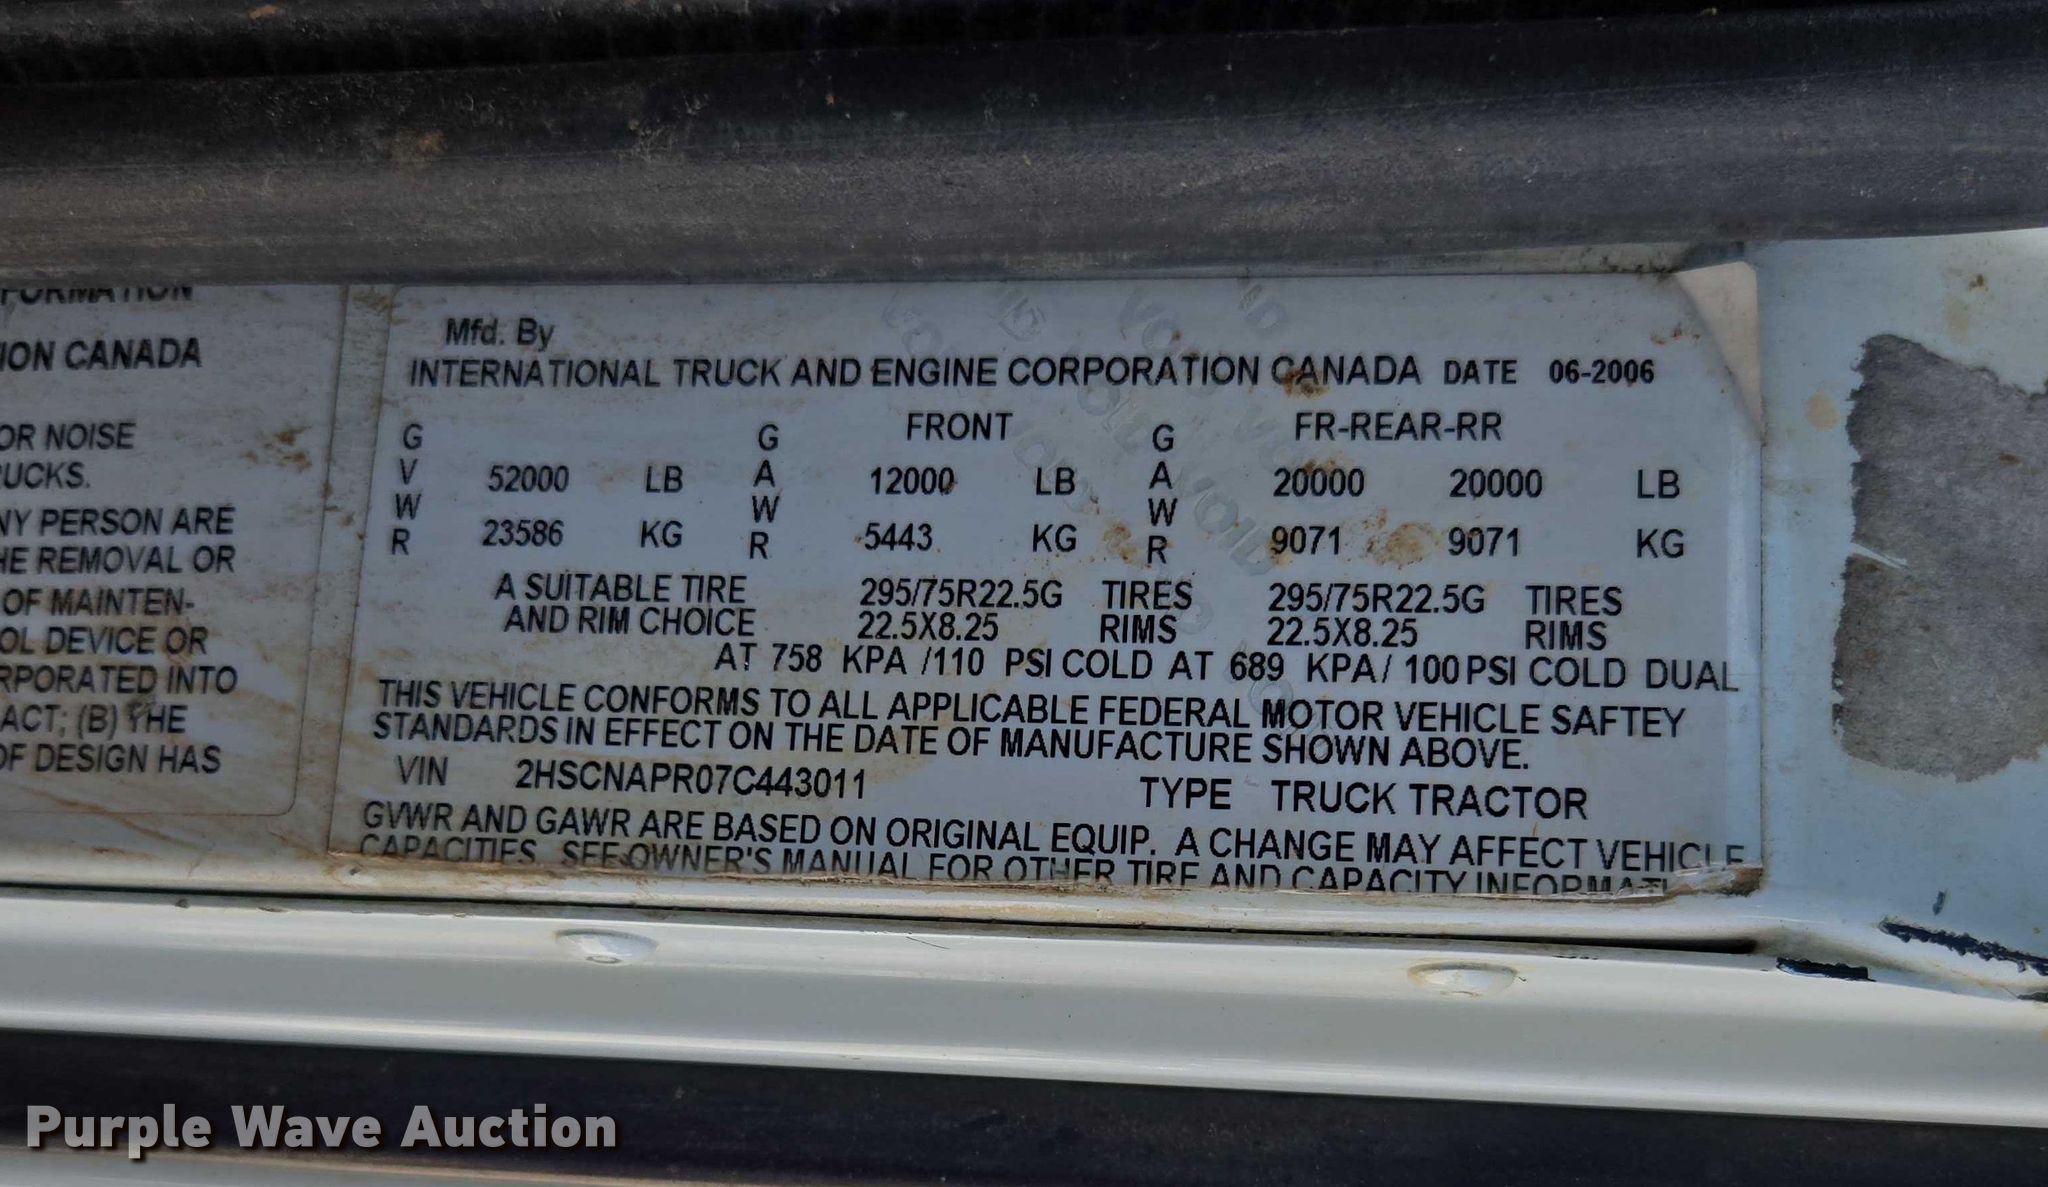 FORMATION
ION CANADA
OR NOISE
UCKS.
NY PERSON ARE
HE REMOVAL OR
OF MAINTEN-
OL DEVICE OR
RPORATED INTO
ACT; (B) THE
OF DESIGN HAS
Mfd. By
INTERNATIONAL TRUCK AND ENGINE CORPORATION CANADA DATE 06-2006
FRONT FR-REAR-RR
GVWR 52000 LB GAWR 12000 LB GAWR 20000 20000 LB
23586 KG 5443 KG 9071 9071 KG
A SUITABLE TIRE 295/75R22.5G TIRES 295/75R22.5G TIRES
AND RIM CHOICE 22.5X8.25 RIMS 22.5X8.25 RIMS
AT 758 KPA /110 PSI COLD AT 689 KPA/ 100 PSI COLD DUAL
THIS VEHICLE CONFORMS TO ALL APPLICABLE FEDERAL MOTOR VEHICLE SAFTEY
STANDARDS IN EFFECT ON THE DATE OF MANUFACTURE SHOWN ABOVE.
VIN 2HSCNAPR07C443011 TYPE TRUCK TRACTOR
GVWR AND GAWR ARE BASED ON ORIGINAL EQUIP. A CHANGE MAY AFFECT VEHICLE
CAPACITIES. SEE OWNER'S MANUAL FOR OTHER TIRE AND CAPACITY INFORMATI
Purple Wave Auction